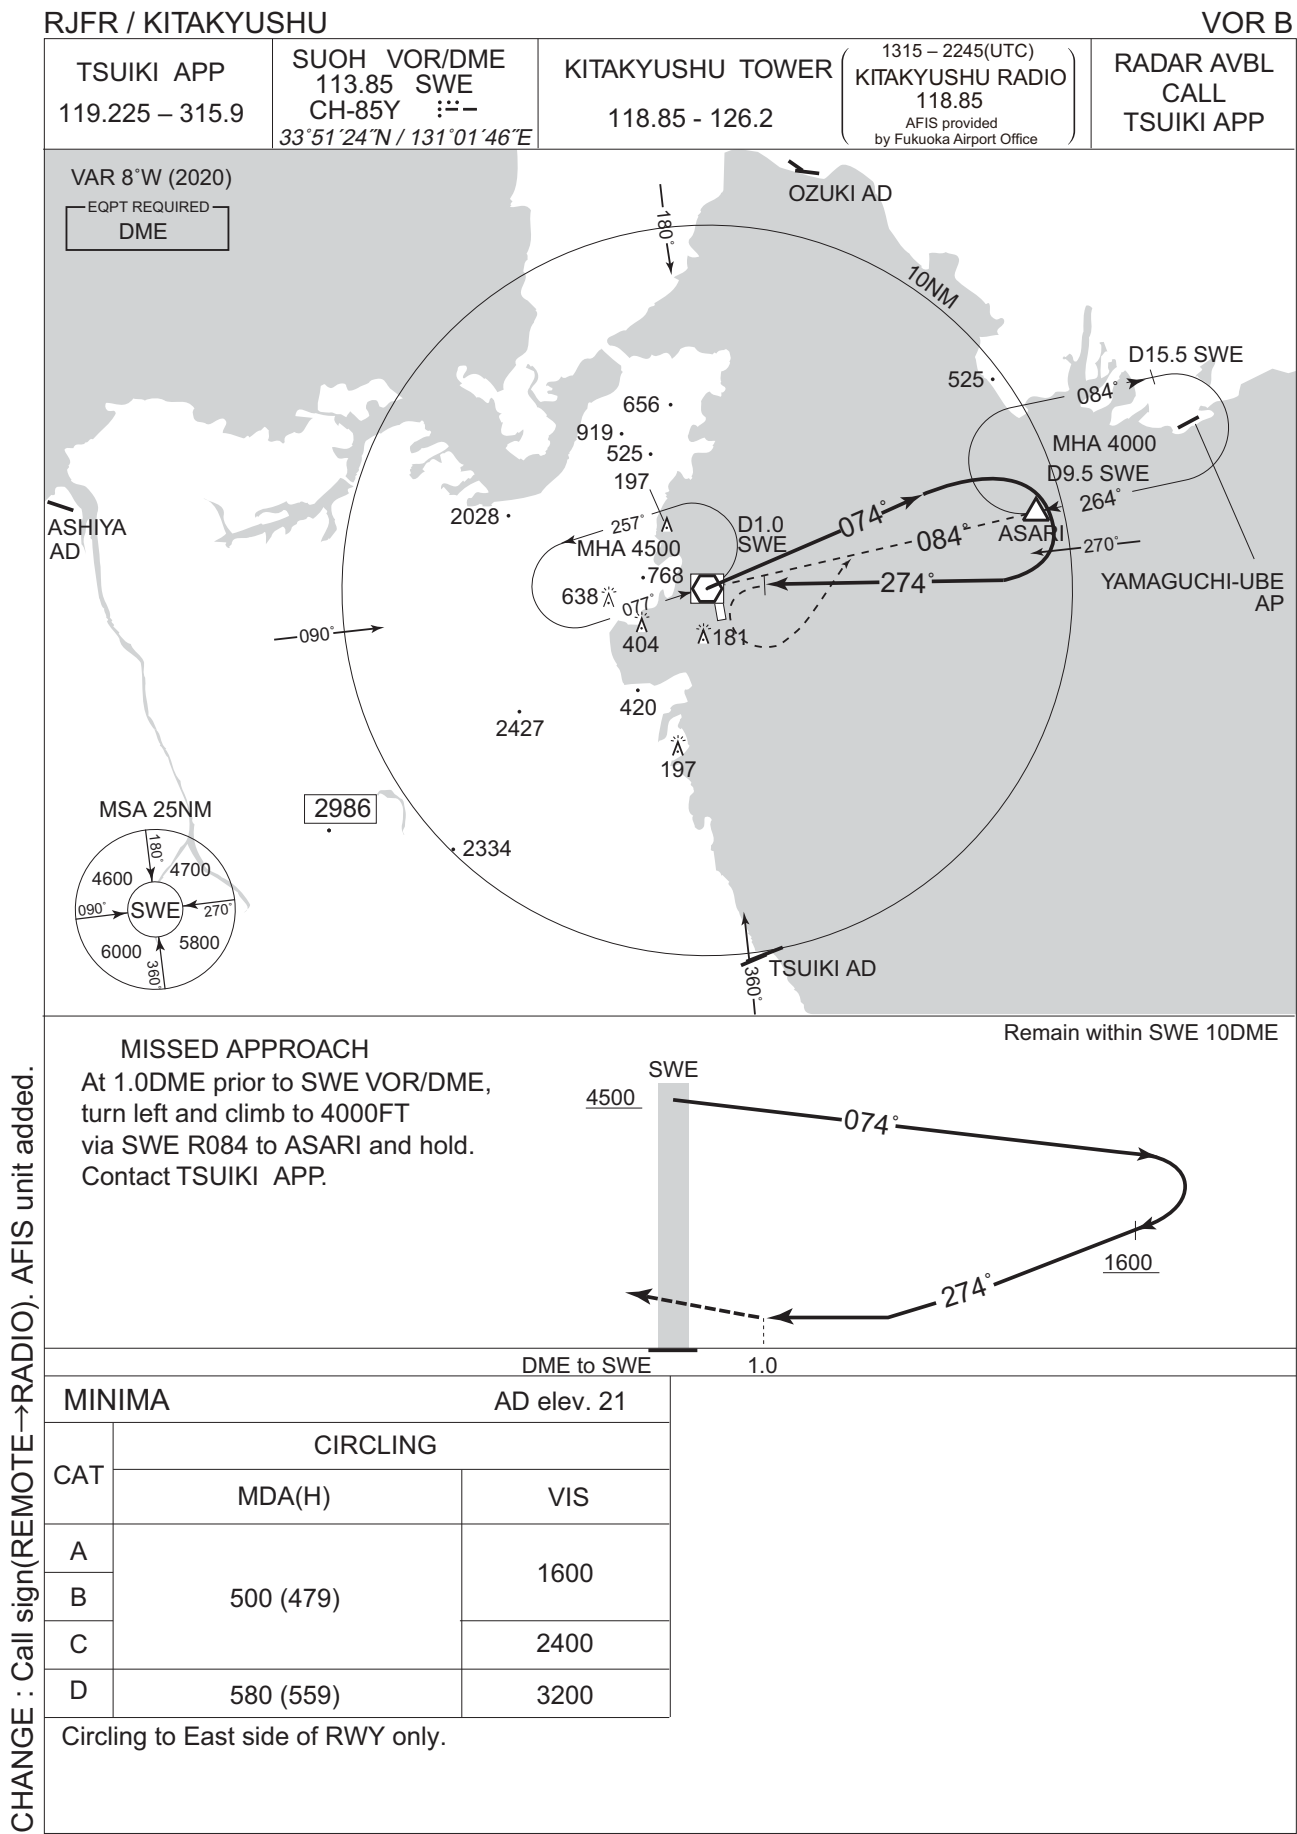 RJFR / KITAKYUSHU
VOR B
TSUIKI APP
119.225 – 315.9
SUOH VOR/DME
113.85 SWE
CH-85Y
33°51´24˝N / 131°01´46˝E
KITAKYUSHU TOWER
118.85 - 126.2
1315 – 2245(UTC)
KITAKYUSHU RADIO
118.85
AFIS provided
by Fukuoka Airport Office
RADAR AVBL
CALL
TSUIKI APP
VAR 8°W (2020)
EQPT REQUIRED
DME
OZUKI AD
180°
10NM
D15.5 SWE
525
084°
656
919
525
MHA 4000
D9.5 SWE
197
264°
2028
257°
D1.0
SWE
074°
ASHIYA
AD
MHA 4500
084°
ASARI
270°
768
638
077°
274°
YAMAGUCHI-UBE
AP
090°
404
181
420
2427
197
MSA 25NM
2986
2334
180°
4600
4700
090°
SWE
270°
6000
5800
360°
TSUIKI AD
360°
Remain within SWE 10DME
MISSED APPROACH
At 1.0DME prior to SWE VOR/DME,
turn left and climb to 4000FT
via SWE R084 to ASARI and hold.
Contact TSUIKI APP.
SWE
4500
074°
1600
274°
DME to SWE
1.0
MINIMA
AD elev. 21
CAT
CIRCLING
MDA(H)
VIS
A
B
C
D
500 (479)
1600
2400
580 (559)
3200
Circling to East side of RWY only.
CHANGE : Call sign(REMOTE→RADIO). AFIS unit added.